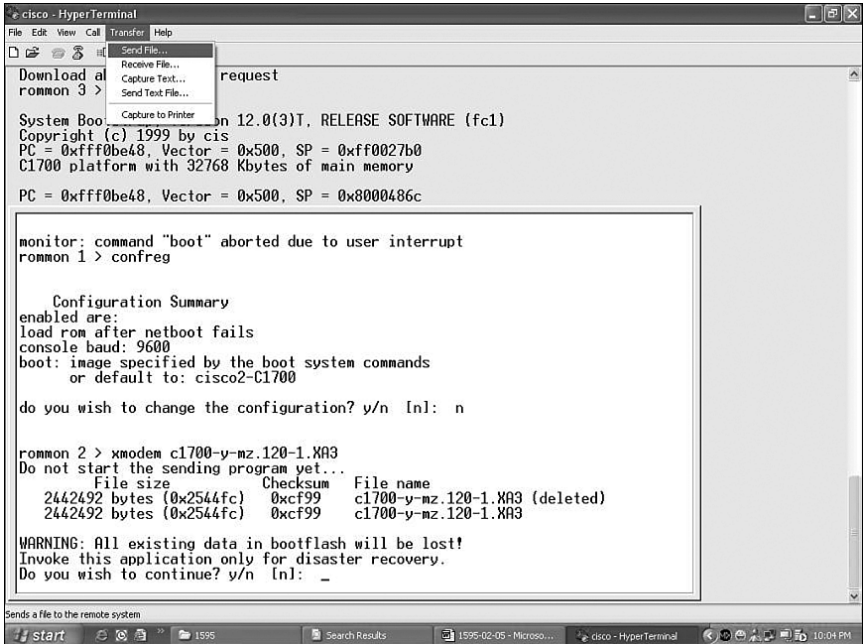 cisco - HyperTerminal
File Edit View Call Transfer Help
Send File...
Receive File...
Capture Text...
Send Text File...
Capture to Printer
Download a request
rommon 3 >
System Boo n 12.0(3)T, RELEASE SOFTWARE (fc1)
Copyright (c) 1999 by cis
PC = 0xfff0be48, Vector = 0x500, SP = 0xff0027b0
C1700 platform with 32768 Kbytes of main memory
PC = 0xfff0be48, Vector = 0x500, SP = 0x8000486c
monitor: command "boot" aborted due to user interrupt
rommon 1 > confreg
Configuration Summary
enabled are:
load rom after netboot fails
console baud: 9600
boot: image specified by the boot system commands
or default to: cisco2-C1700
do you wish to change the configuration? y/n [n]: n
rommon 2 > xmodem c1700-y-mz.120-1.XA3
Do not start the sending program yet...
File size Checksum File name
2442492 bytes (0x2544fc) 0xcf99 c1700-y-mz.120-1.XA3 (deleted)
2442492 bytes (0x2544fc) 0xcf99 c1700-y-mz.120-1.XA3
WARNING: All existing data in bootflash will be lost!
Invoke this application only for disaster recovery.
Do you wish to continue? y/n [n]: _
Sends a file to the remote system
start 1595 Search Results 1595-02-05 - Microso... cisco - HyperTerminal 10:04 PM